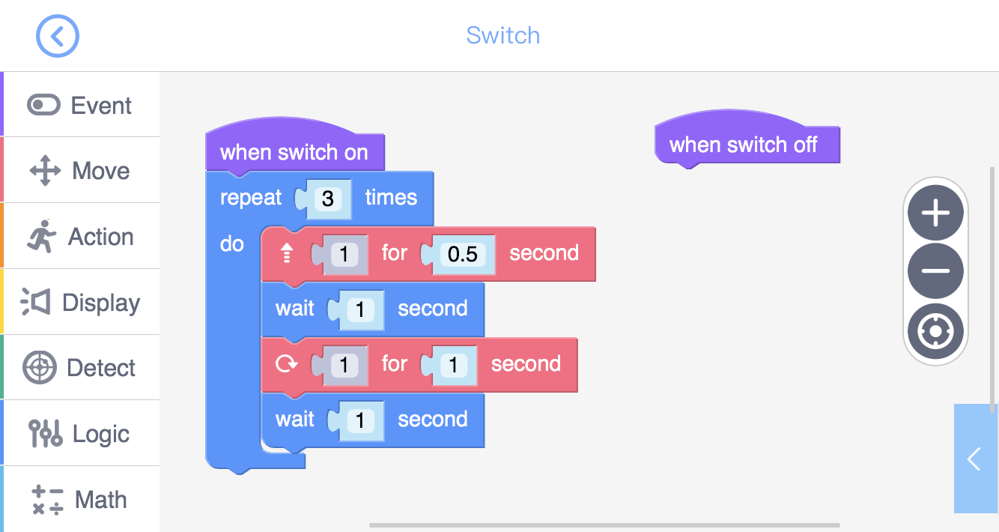 Switch
Event
Move
Action
Display
Detect
Logic
Math
when switch on
repeat 3 times
do
1 for 0.5 second
wait 1 second
1 for 1 second
wait 1 second
when switch off